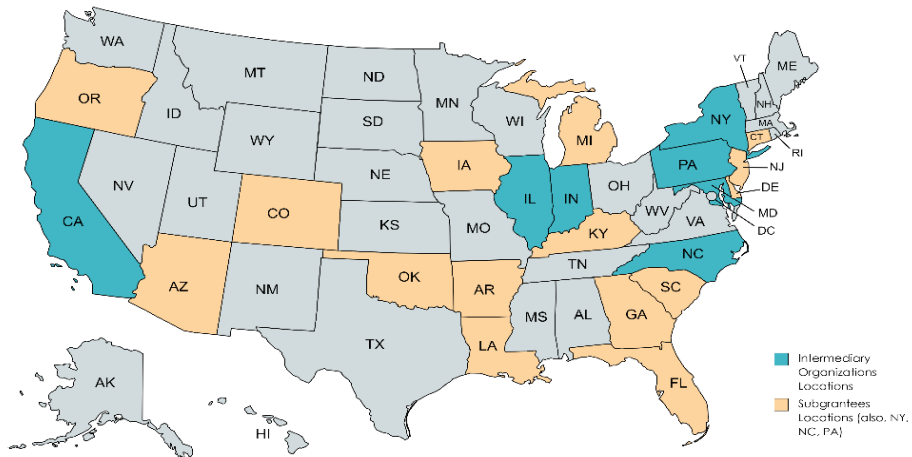 WA
MT
ND
MN
VT
ME
OR
ID
SD
WI
NY
NH
MA
CT
RI
WY
MI
IA
NE
PA
NJ
NV
UT
CO
IL
IN
OH
DE
MD
DC
CA
KS
MO
WV
VA
KY
AZ
NM
OK
AR
TN
NC
SC
MS
AL
GA
TX
LA
FL
AK
HI
Intermediary
Organizations
Locations
Subgrantees
Locations (also, NY,
NC, PA)